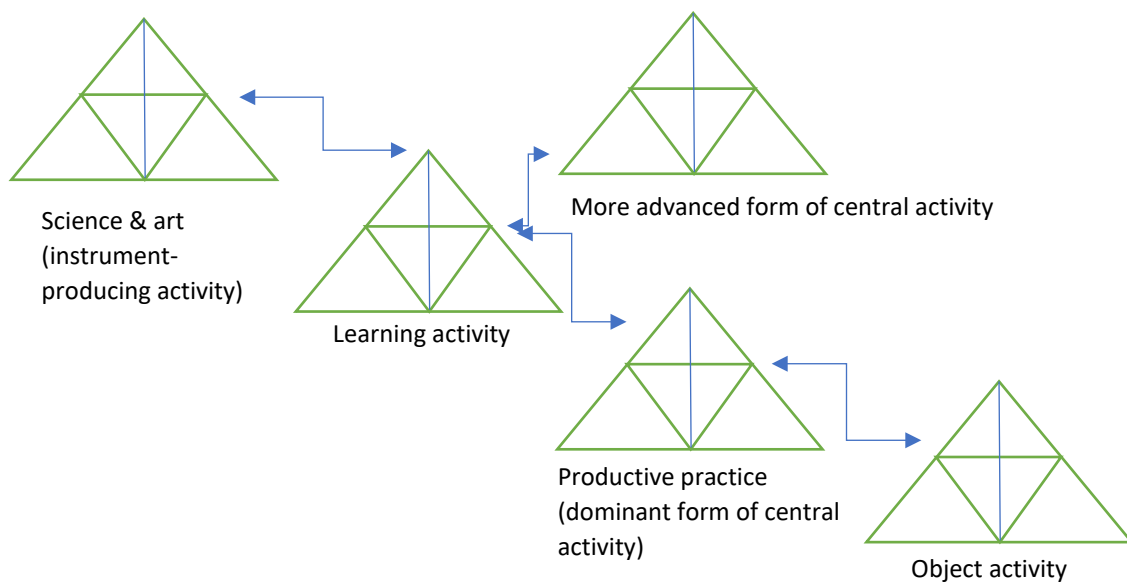 Science & art
(instrument-
producing activity)
More advanced form of central activity
Learning activity
Productive practice
(dominant form of central
activity)
Object activity